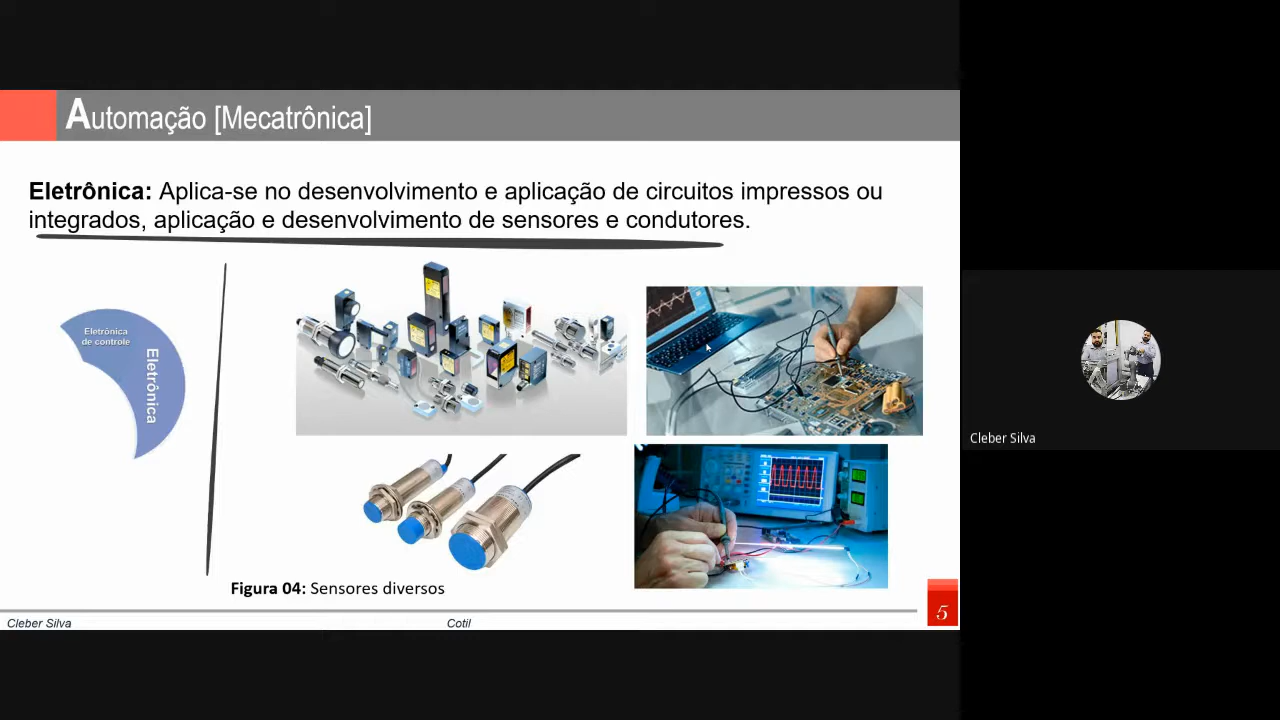 Automação [Mecatrônica]
Eletrônica: Aplica-se no desenvolvimento e aplicação de circuitos impressos ou
integrados, aplicação e desenvolvimento de sensores e condutores.
Eletrônica
de controle
Eletrônica
Figura 04: Sensores diversos
Cleber Silva
Cotil
5
Cleber Silva